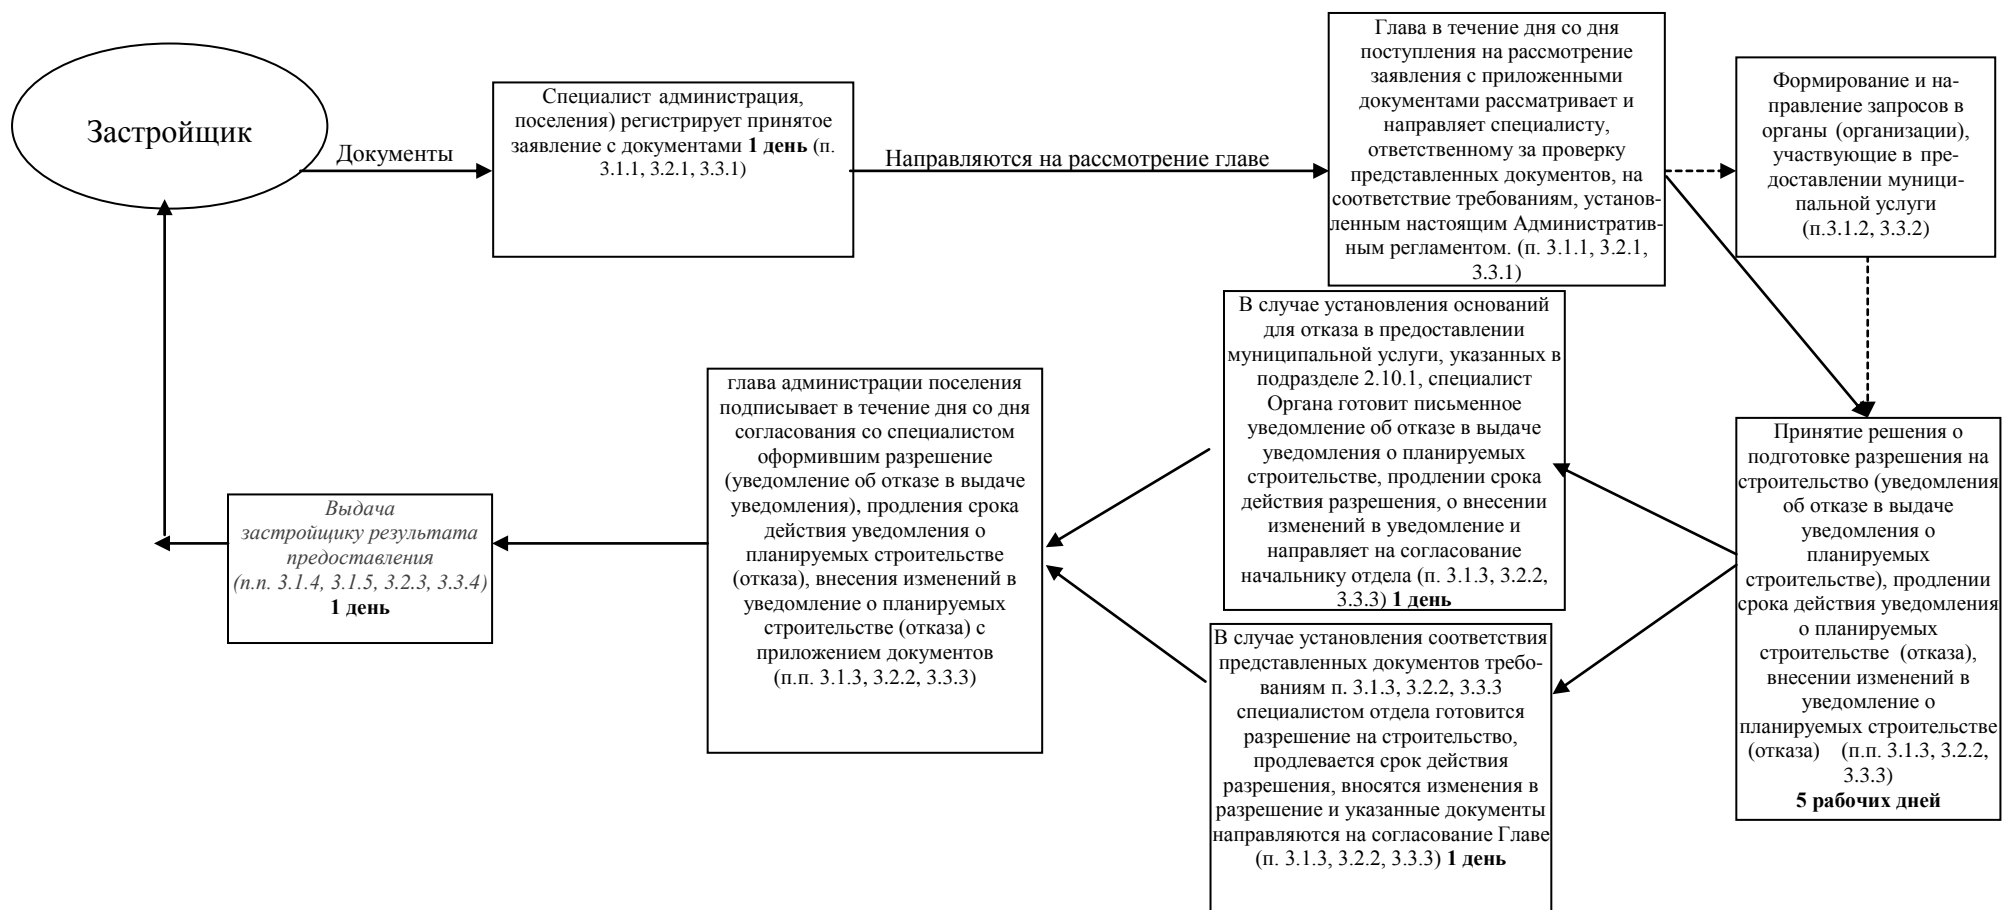 Застройщик
Документы
Специалист администрация,
поселения) регистрирует принятое
заявление с документами 1 день (п.
3.1.1, 3.2.1, 3.3.1)
Направляются на рассмотрение главе
Глава в течение дня со дня
поступления на рассмотрение
заявления с приложенными
документами рассматривает и
направляет специалисту,
ответственному за проверку
представленных документов, на
соответствие требованиям, установ-
ленным настоящим Административ-
ным регламентом. (п. 3.1.1, 3.2.1,
3.3.1)
Формирование и на-
правление запросов в
органы (организации),
участвующие в пре-
доставлении муници-
пальной услуги
(п.3.1.2, 3.3.2)
Принятие решения о
подготовке разрешения на
строительство (уведомления
об отказе в выдаче
уведомления о
планируемых
строительстве), продлении
срока действия уведомления
о планируемых
строительстве (отказа),
внесении изменений в
уведомление о
планируемых строительстве
(отказа) (п.п. 3.1.3, 3.2.2,
3.3.3)
5 рабочих дней
В случае установления оснований
для отказа в предоставлении
муниципальной услуги, указанных в
подразделе 2.10.1, специалист
Органа готовит письменное
уведомление об отказе в выдаче
уведомления о планируемых
строительстве, продлении срока
действия разрешения, о внесении
изменений в уведомление и
направляет на согласование
начальнику отдела (п. 3.1.3, 3.2.2,
3.3.3) 1 день
В случае установления соответствия
представленных документов требо-
ваниям п. 3.1.3, 3.2.2, 3.3.3
специалистом отдела готовится
разрешение на строительство,
продлевается срок действия
разрешения, вносятся изменения в
разрешение и указанные документы
направляются на согласование Главе
(п. 3.1.3, 3.2.2, 3.3.3) 1 день
глава администрации поселения
подписывает в течение дня со дня
согласования со специалистом
оформившим разрешение
(уведомление об отказе в выдаче
уведомления), продления срока
действия уведомления о
планируемых строительстве
(отказа), внесения изменений в
уведомление о планируемых
строительстве (отказа) с
приложением документов
(п.п. 3.1.3, 3.2.2, 3.3.3)
Выдача
застройщику результата
предоставления
(п.п. 3.1.4, 3.1.5, 3.2.3, 3.3.4)
1 день